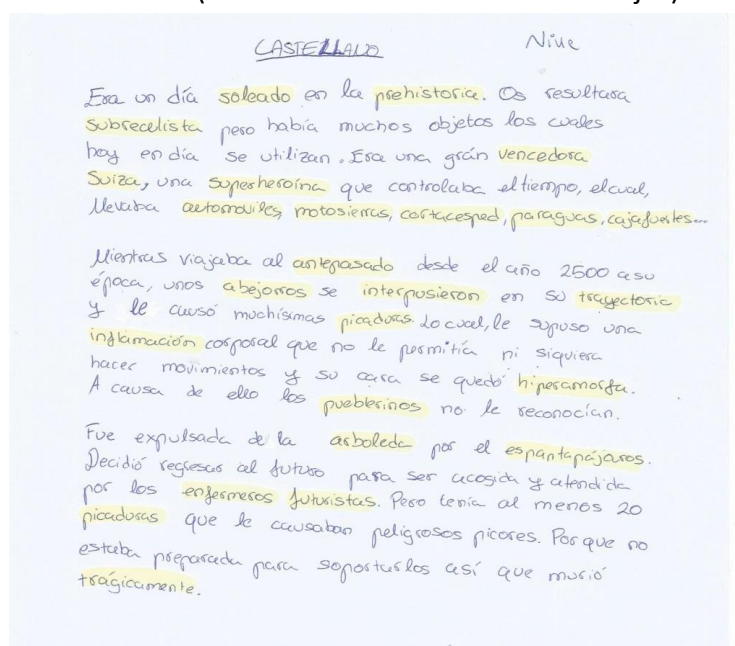 CASTELLANO
Niue
Era un día soleado en la prehistoria. Os resultara
subrrealista pero había muchos objetos los cuales
hoy en día se utilizan. Era una grán vencedora
Suiza, una superheroína que controlaba el tiempo, el cual,
llevaba automoviles, motosierras, cortacesped, paraguas, cajafuertes...
Mientras viajaba al antepasado desde el año 2500 a su
época, unos abejorros se interpusieron en su trayectoria
y le causó muchísimas picaduras. Lo cual, le supuso una
inflamación corporal que no le permitía ni siquiera
hacer movimientos y su cara se quedó hiperamorfa.
A causa de ello los pueblerinos no le reconocían.
Fue expulsada de la arboleda por el espantapájaros.
Decidió regresar al futuro para ser acogida y atendida
por los enfermeros futuristas. Pero tenía al menos 20
picaduras que le causaban peligrosos picores. Por que no
estaba preparada para soportarlos así que murió
trágicamente.